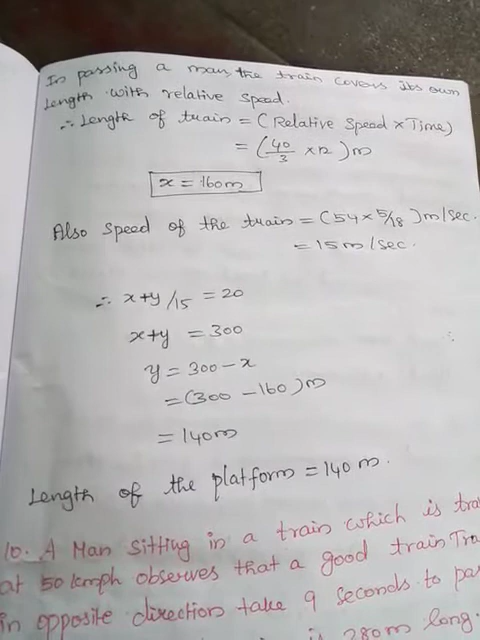 In passing a man, the train covers its own
Length with relative speed.
∴ Length of train = (Relative Speed × Time)
= (40/3 × 12) m
x = 160m
Also Speed of the train = (54 × 5/18) m/sec.
= 15 m/sec.
∴ x+y/15 = 20
x+y = 300
y = 300 - x
= (300 - 160) m
= 140m
Length of the platform = 140 m.
10. A Man Sitting in a train which is
at 50 kmph observes that a good train
in opposite direction take 9 seconds to
is 280m long.